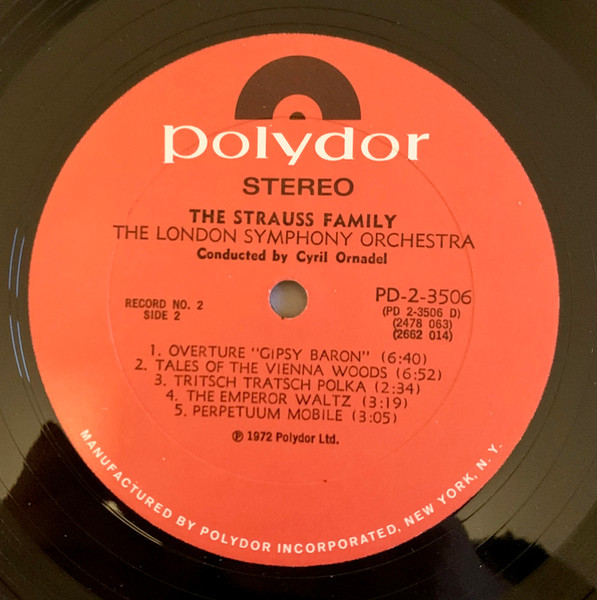 polydor
STEREO
THE STRAUSS FAMILY
THE LONDON SYMPHONY ORCHESTRA
Conducted by Cyril Ornadel
RECORD NO. 2
SIDE 2
PD-2-3506
(PD 2-3506 D)
(2478 063)
(2662 014)
1. OVERTURE "GIPSY BARON" (6:40)
2. TALES OF THE VIENNA WOODS (6:52)
3. TRITSCH TRATSCH POLKA (2:34)
4. THE EMPEROR WALTZ (3:19)
5. PERPETUUM MOBILE (3:05)
℗ 1972 Polydor Ltd.
MANUFACTURED BY POLYDOR INCORPORATED, NEW YORK, N. Y.